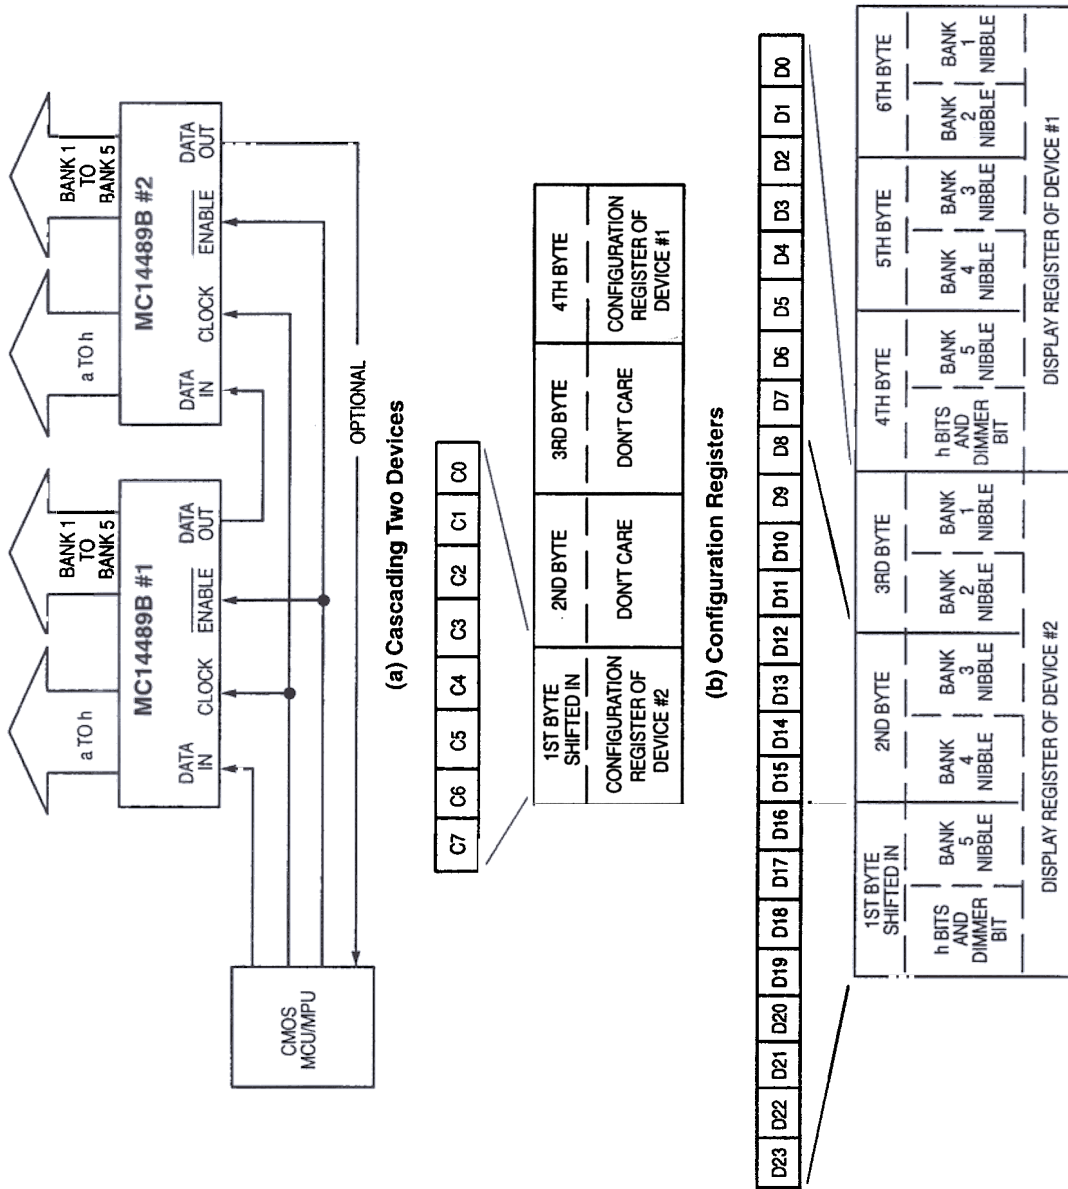 BANK 1
TO
BANK 5
a TO h
MC14489B #1
DATA
IN
CLOCK
ENABLE
DATA
OUT
BANK 1
TO
BANK 5
a TO h
MC14489B #2
DATA
IN
CLOCK
ENABLE
DATA
OUT
CMOS
MCU/MPU
OPTIONAL
(a) Cascading Two Devices
C7 C6 C5 C4 C3 C2 C1 C0
1ST BYTE
SHIFTED IN
2ND BYTE
3RD BYTE
4TH BYTE
CONFIGURATION
REGISTER OF
DEVICE #2
DON'T CARE
DON'T CARE
CONFIGURATION
REGISTER OF
DEVICE #1
(b) Configuration Registers
D23 D22 D21 D20 D19 D18 D17 D16 D15 D14 D13 D12 D11 D10 D9 D8 D7 D6 D5 D4 D3 D2 D1 D0
1ST BYTE
SHIFTED IN
2ND BYTE
3RD BYTE
4TH BYTE
5TH BYTE
6TH BYTE
h BITS
AND
DIMMER
BIT
BANK
5
NIBBLE
BANK
4
NIBBLE
BANK
3
NIBBLE
BANK
2
NIBBLE
BANK
1
NIBBLE
h BITS
AND
DIMMER
BIT
BANK
5
NIBBLE
BANK
4
NIBBLE
BANK
3
NIBBLE
BANK
2
NIBBLE
BANK
1
NIBBLE
DISPLAY REGISTER OF DEVICE #2
DISPLAY REGISTER OF DEVICE #1